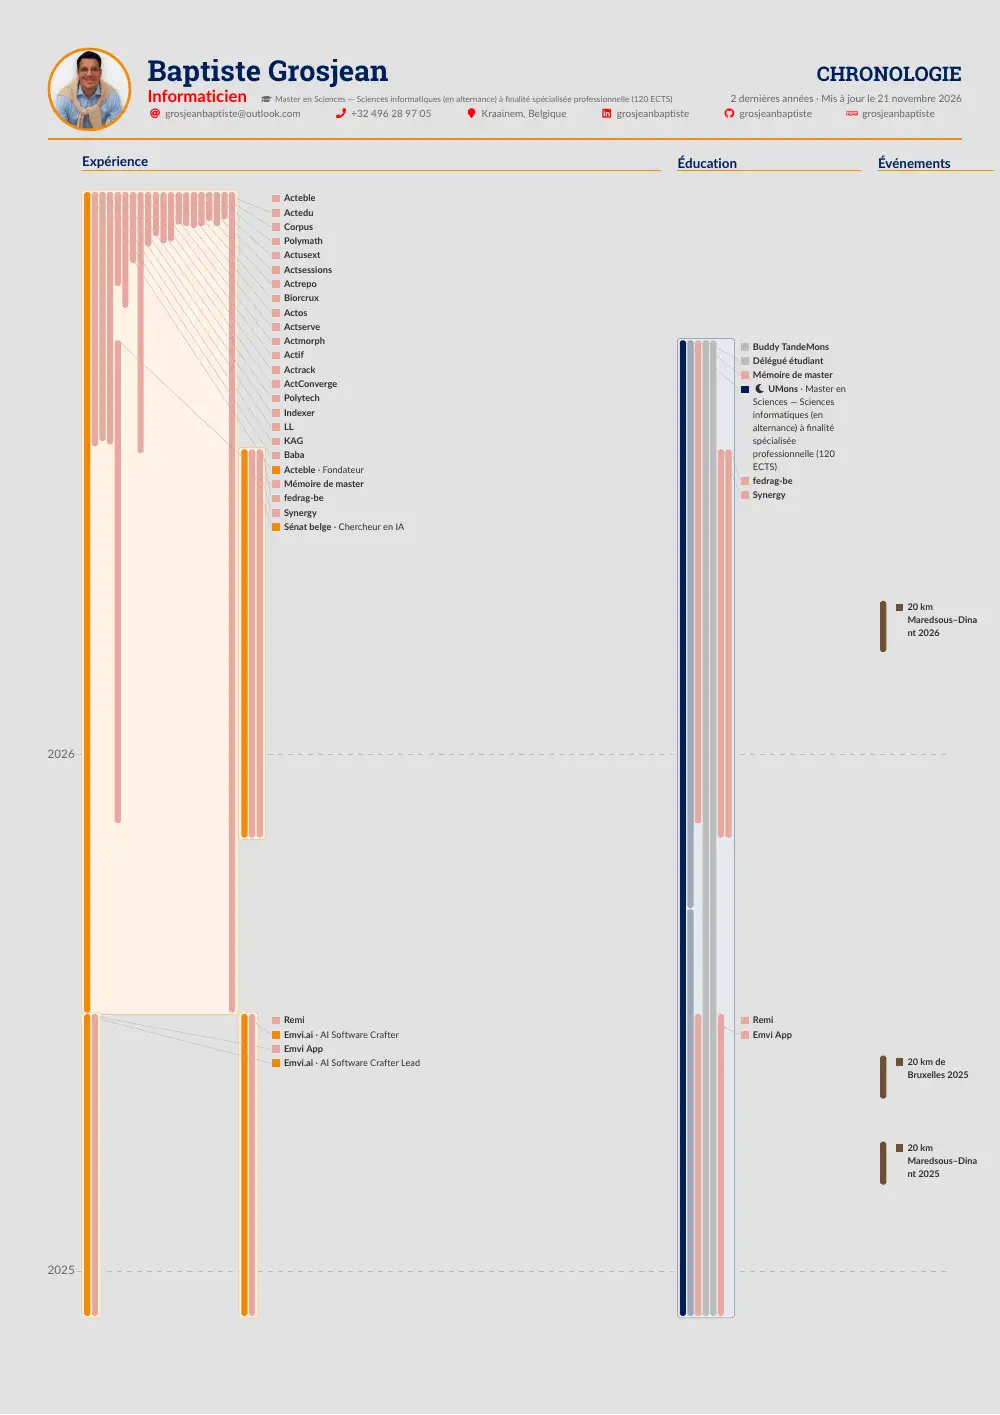 Baptiste Grosjean
CHRONOLOGIE
Informaticien
Master en Sciences — Sciences informatiques (en alternance) à finalité spécialisée professionnelle (120 ECTS)
2 dernières années · Mis à jour le 21 novembre 2026
grosjeanbaptiste@outlook.com
+32 496 28 97 05
Kraainem, Belgique
grosjeanbaptiste
grosjeanbaptiste
grosjeanbaptiste
Expérience
Acteble
Actedu
Corpus
Polymath
Actusext
Actsessions
Actrepo
Biorcrux
Actos
Actserve
Actmorph
Actif
Actrack
ActConverge
Polytech
Indexer
LL
KAG
Baba
Acteble · Fondateur
Mémoire de master
fedrag-be
Synergy
Sénat belge · Chercheur en IA
2026
Remi
Emvi.ai · AI Software Crafter
Emvi App
Emvi.ai · AI Software Crafter Lead
2025
Éducation
Buddy TandeMons
Délégué étudiant
Mémoire de master
UMons · Master en
Sciences — Sciences
informatiques (en
alternance) à finalité
spécialisée
professionnelle (120
ECTS)
fedrag-be
Synergy
Remi
Emvi App
Événements
20 km
Maredsous–Dina
nt 2026
20 km de
Bruxelles 2025
20 km
Maredsous–Dina
nt 2025